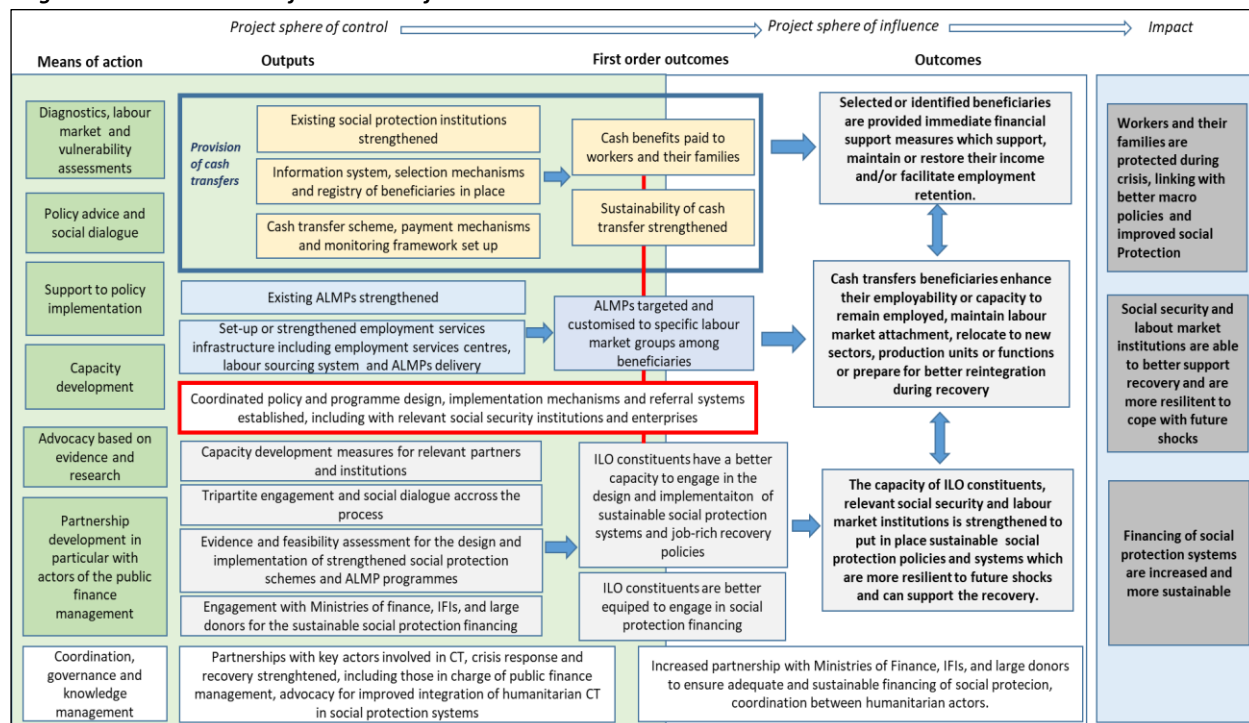 Project sphere of control
Project sphere of influence
Impact
Means of action
Outputs
First order outcomes
Outcomes
Diagnostics, labour
market and
vulnerability
assessments
Policy advice and
social dialogue
Support to policy
implementation
Capacity
development
Advocacy based on
evidence and
research
Partnership
development in
particular with
actors of the public
finance
management
Coordination,
governance and
knowledge
management
Provision
of cash
transfers
Existing social protection institutions
strengthened
Information system, selection mechanisms
and registry of beneficiaries in place
Cash transfer scheme, payment mechanisms
and monitoring framework set up
Cash benefits paid to
workers and their families
Sustainability of cash
transfer strengthened
Existing ALMPs strengthened
Set-up or strengthened employment services
infrastructure including employment services centres,
labour sourcing system and ALMPs delivery
ALMPs targeted and
customised to specific labour
market groups among
beneficiaries
Coordinated policy and programme design, implementation mechanisms and referral systems
established, including with relevant social security institutions and enterprises
Capacity development measures for relevant
partners and institutions
Tripartite engagement and social dialogue accross the
process
Evidence and feasibility assessment for the design and
implementation of strengthened social protection
schemes and ALMP programmes
Engagement with Ministries of finance, IFIs, and large
donors for the sustainable social protection financing
ILO constituents have a better
capacity to engage in the
design and implementaiton of
sustainable social protection
systems and job-rich recovery
policies
ILO constituents are better
equiped to engage in social
protection financing
Partnerships with key actors involved in CT, crisis response and
recovery strenghtened, including those in charge of public finance
management, advocacy for improved integration of humanitarian CT
in social protection systems
Selected or identified beneficiaries
are provided immediate financial
support measures which support,
maintain or restore their income
and/or facilitate employment
retention.
Cash transfers beneficiaries enhance
their employability or capacity to
remain employed, maintain labour
market attachment, relocate to new
sectors, production units or functions
or prepare for better reintegration
during recovery
The capacity of ILO constituents,
relevant social security and labour
market institutions is strengthened to
put in place sustainable social
protection policies and systems which
are more resilient to future shocks
and can support the recovery.
Increased partnership with Ministries of Finance, IFIs, and large donors
to ensure adequate and sustainable financing of social protecion,
coordination between humanitarian actors.
Workers and their
families are
protected during
crisis, linking with
better macro
policies and
improved social
Protection
Social security and
labout market
institutions are able
to better support
recovery and are
more resilitent to
cope with future
shocks
Financing of social
protection systems
are increased and
more sustainable